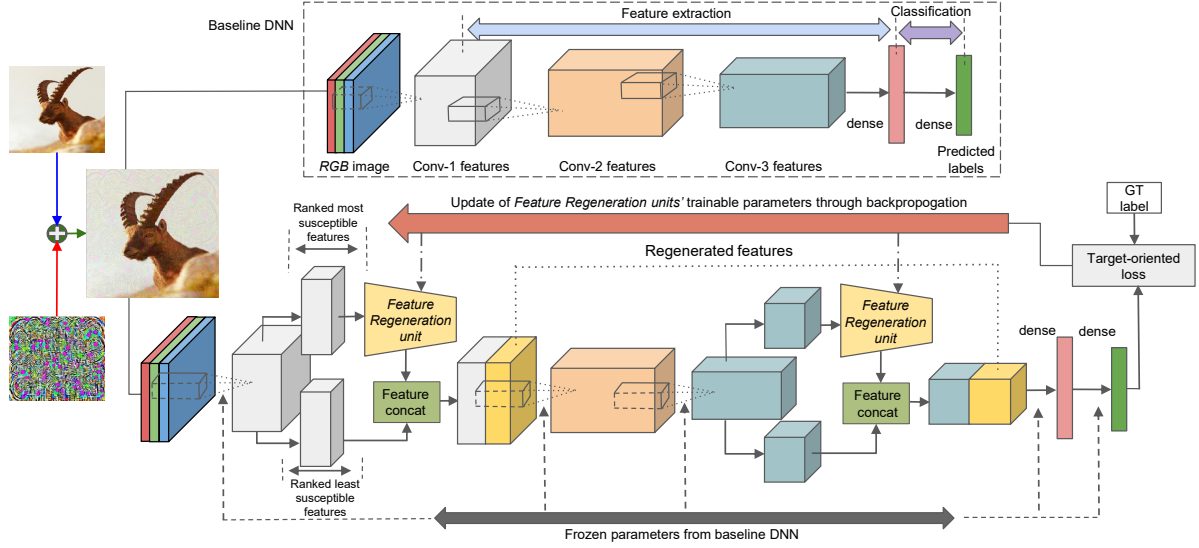 Baseline DNN
Feature extraction
Classification
dense
dense
RGB image
Conv-1 features
Conv-2 features
Conv-3 features
Predicted
labels
Ranked most
susceptible
features
Update of Feature Regeneration units' trainable parameters through backpropogation
GT
label
Regenerated features
Target-oriented
loss
Feature
Regeneration
unit
Feature
Regeneration
unit
dense
dense
Feature
concat
Feature
concat
Ranked least
susceptible
features
Frozen parameters from baseline DNN